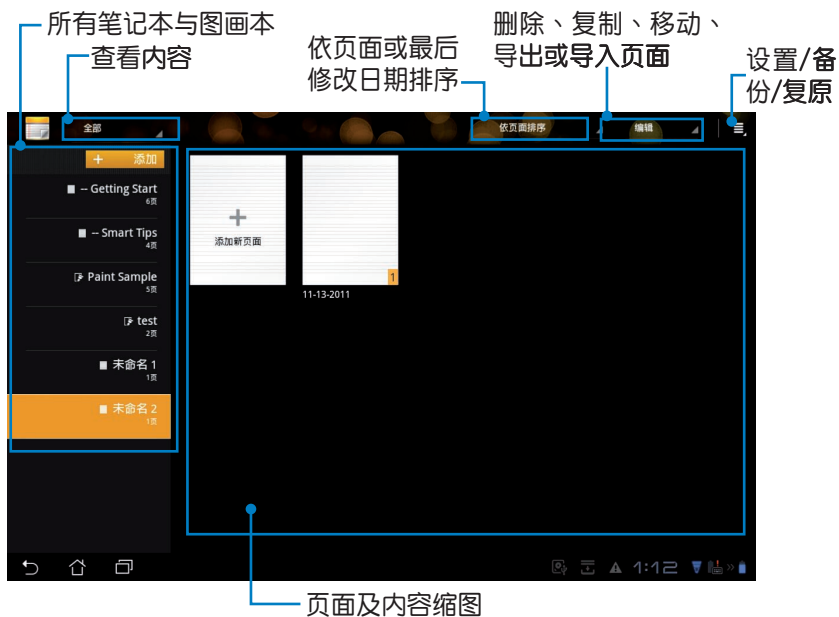 所有笔记本与图画本
查看内容
依页面或最后
修改日期排序
删除、复制、移动、
导出或导入页面
设置/备
份/复原
全部
依页面排序
编辑
+ 添加
-- Getting Start
6页
-- Smart Tips
4页
Paint Sample
5页
test
2页
未命名 1
1页
未命名 2
1页
添加新页面
1
11-13-2011
1:12
页面及内容缩图